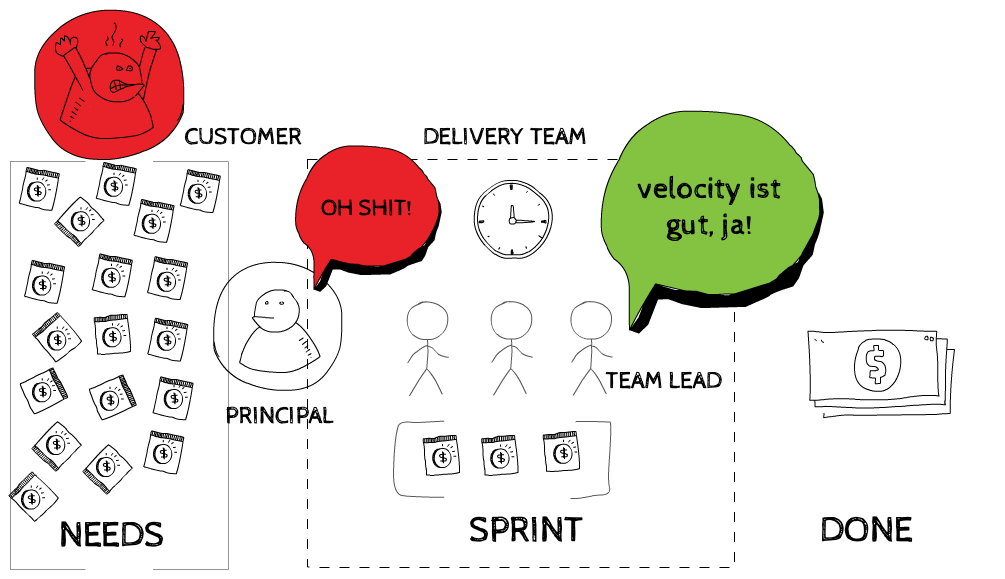 CUSTOMER
DELIVERY TEAM
OH SHIT!
velocity ist
gut, ja!
TEAM LEAD
PRINCIPAL
NEEDS
SPRINT
DONE